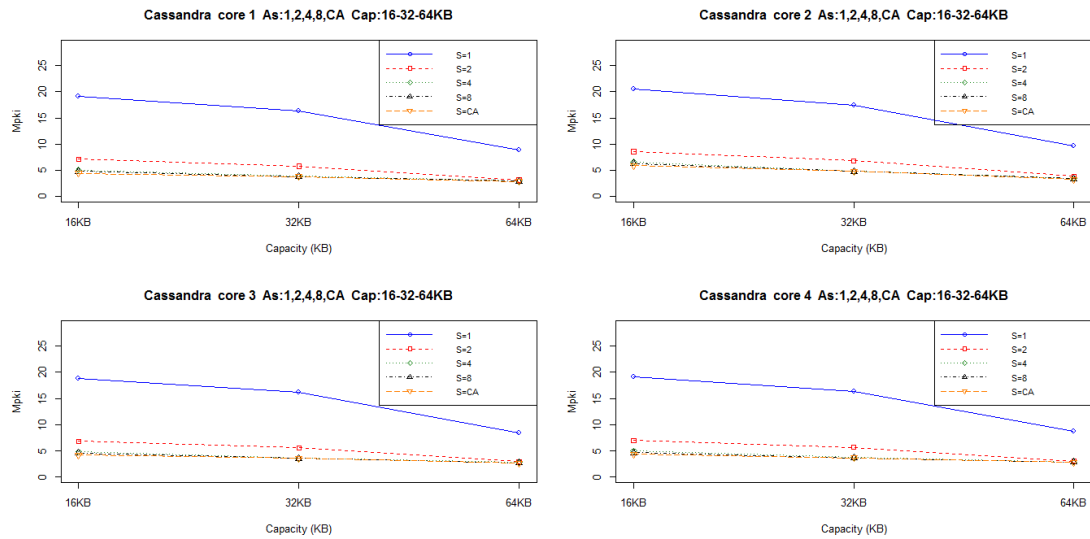 Cassandra core 1 As:1,2,4,8,CA Cap:16-32-64KB
S=1
S=2
S=4
S=8
S=CA
Mpki
0
5
10
15
20
25
16KB
32KB
64KB
Capacity (KB)
Cassandra core 2 As:1,2,4,8,CA Cap:16-32-64KB
S=1
S=2
S=4
S=8
S=CA
Mpki
0
5
10
15
20
25
16KB
32KB
64KB
Capacity (KB)
Cassandra core 3 As:1,2,4,8,CA Cap:16-32-64KB
S=1
S=2
S=4
S=8
S=CA
Mpki
0
5
10
15
20
25
16KB
32KB
64KB
Capacity (KB)
Cassandra core 4 As:1,2,4,8,CA Cap:16-32-64KB
S=1
S=2
S=4
S=8
S=CA
Mpki
0
5
10
15
20
25
16KB
32KB
64KB
Capacity (KB)